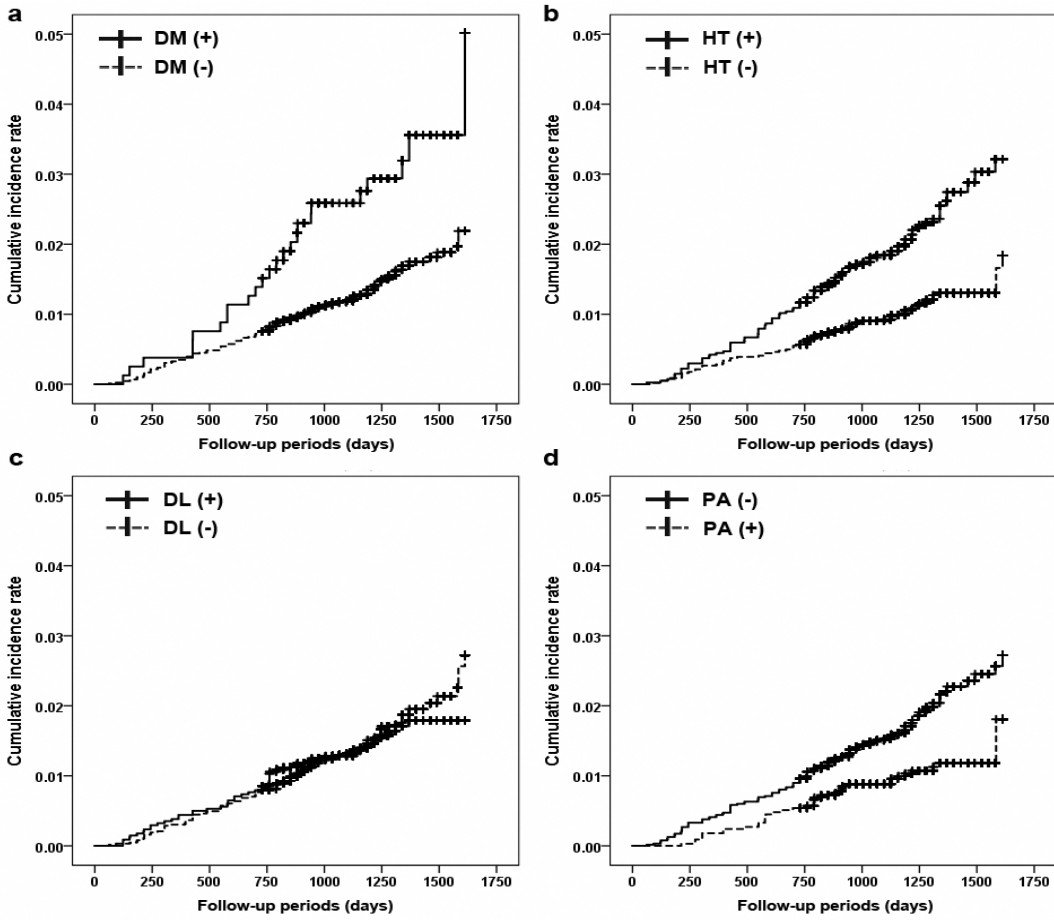 a
DM (+)
DM (-)
Cumulative incidence rate
0.05
0.04
0.03
0.02
0.01
0.00
0 250 500 750 1000 1250 1500 1750
Follow-up periods (days)
b
HT (+)
HT (-)
Cumulative incidence rate
0.05
0.04
0.03
0.02
0.01
0.00
0 250 500 750 1000 1250 1500 1750
Follow-up periods (days)
c
DL (+)
DL (-)
Cumulative incidence rate
0.05
0.04
0.03
0.02
0.01
0.00
0 250 500 750 1000 1250 1500 1750
Follow-up periods (days)
d
PA (-)
PA (+)
Cumulative incidence rate
0.05
0.04
0.03
0.02
0.01
0.00
0 250 500 750 1000 1250 1500 1750
Follow-up periods (days)